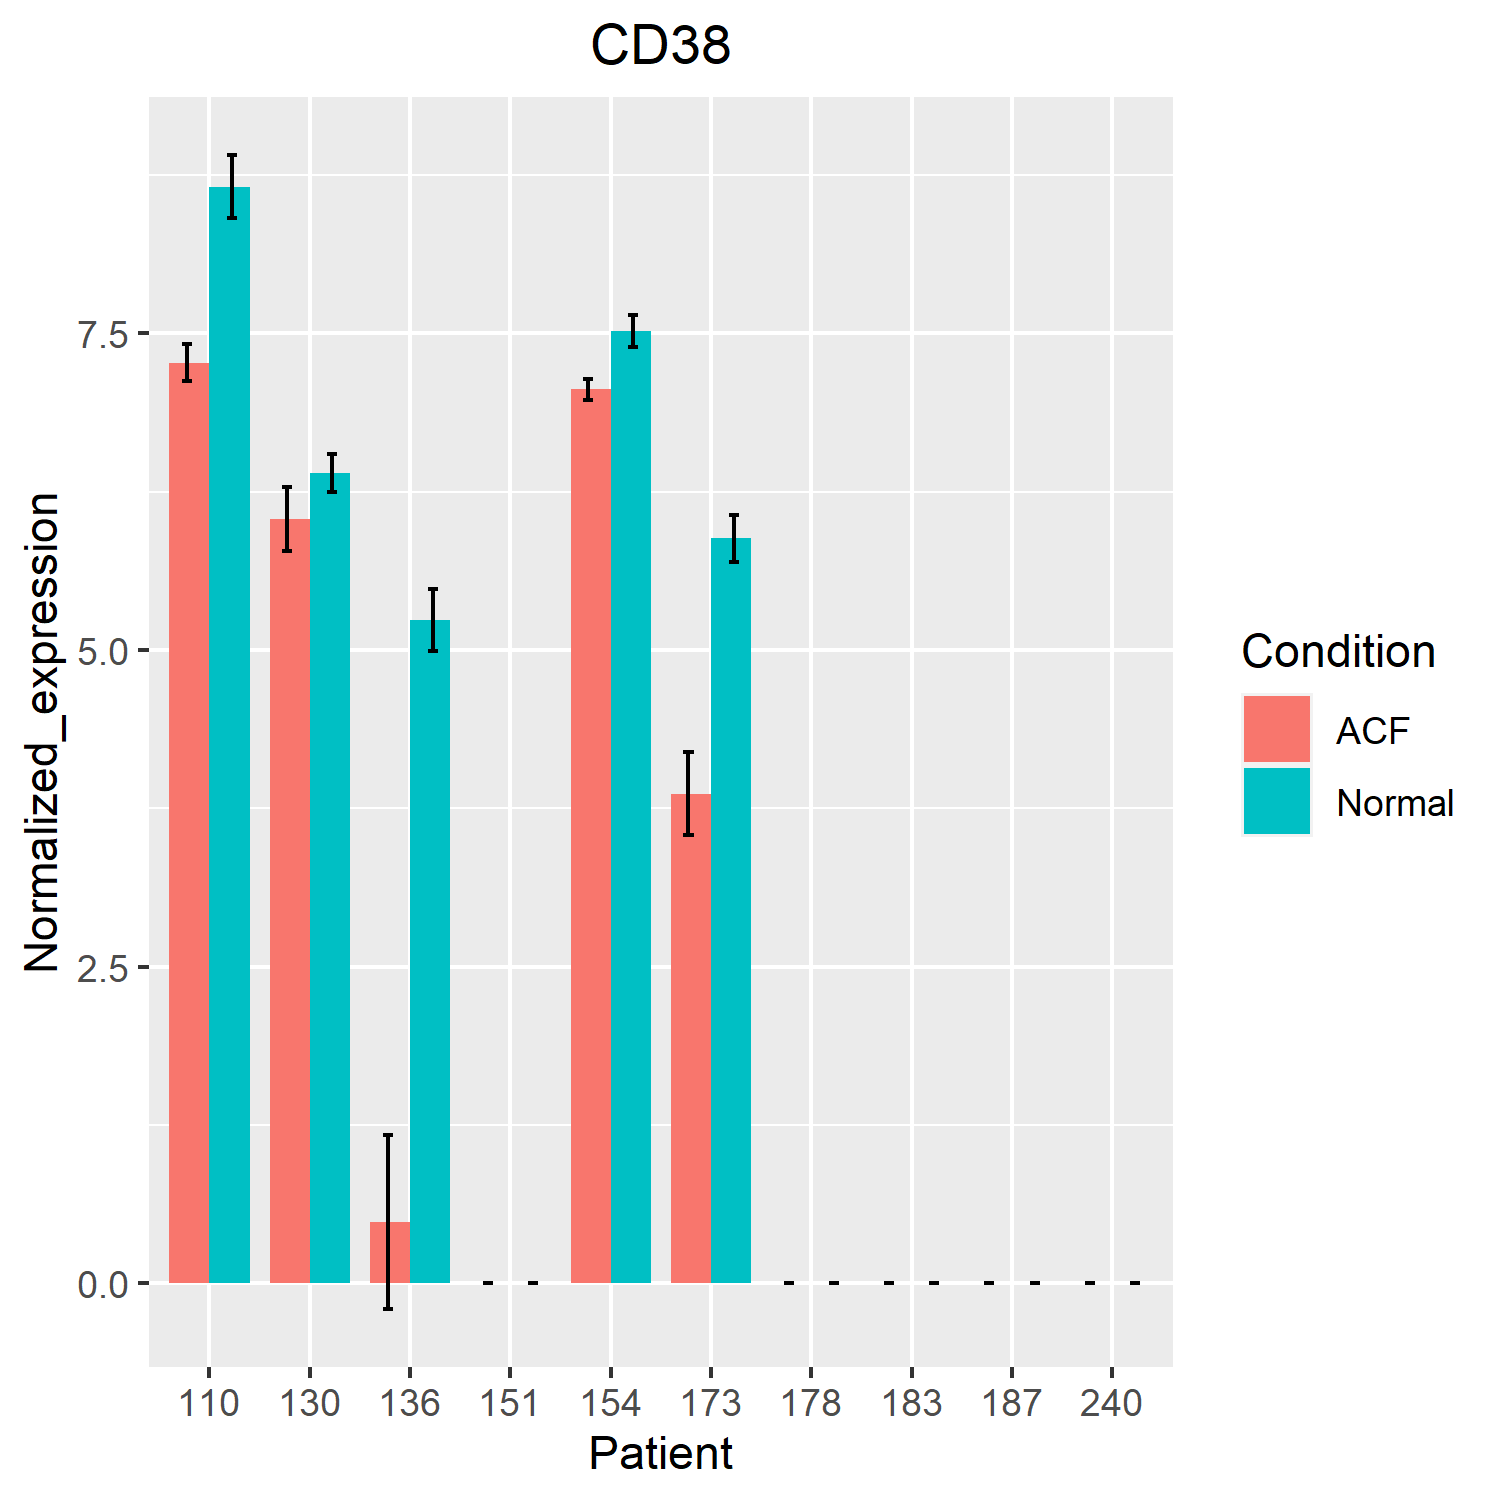 CD38
Normalized_expression
7.5
5.0
2.5
0.0
110 130 136 151 154 173 178 183 187 240
Patient
Condition
ACF
Normal